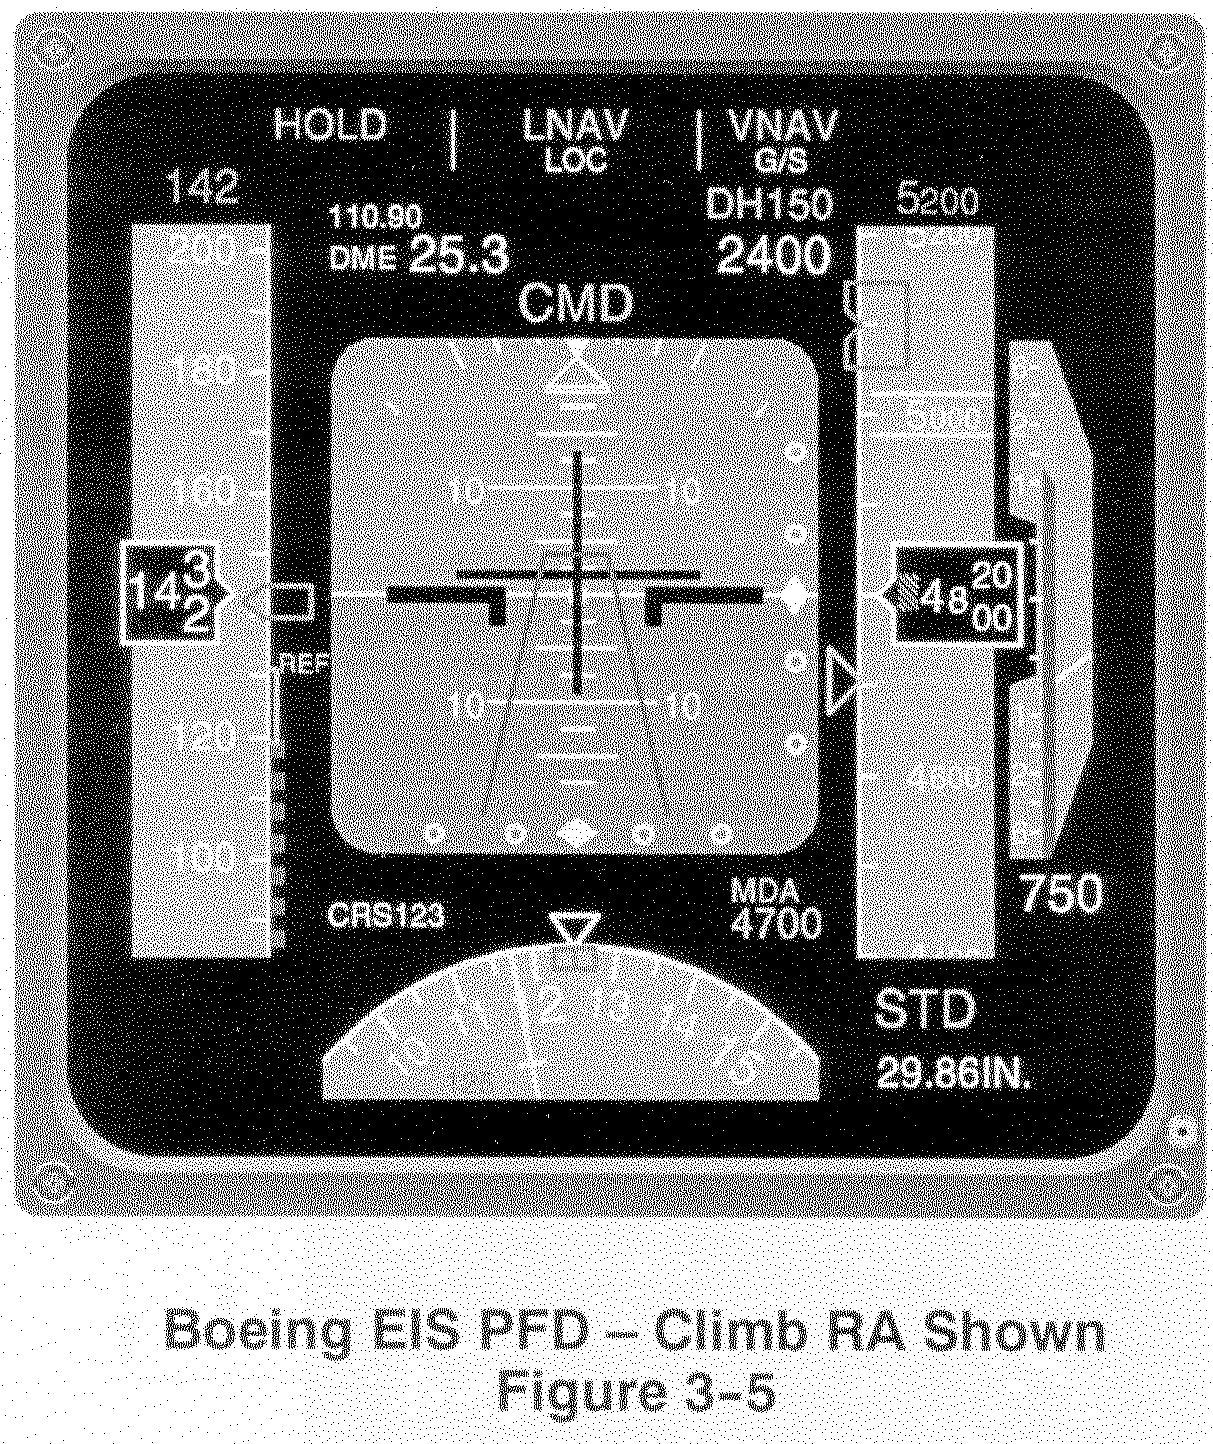 HOLD | LNAV | VNAV
LOC G/S
142
110.90
DH150
5200
DME 25.3
2400
CMD
200
180
160
120
100
10 10
10 10
14 3
2
REF
48 20
00
CRS123
MDA
4700
750
STD
29.86IN.
Boeing EIS PFD – Climb RA Shown
Figure 3-5